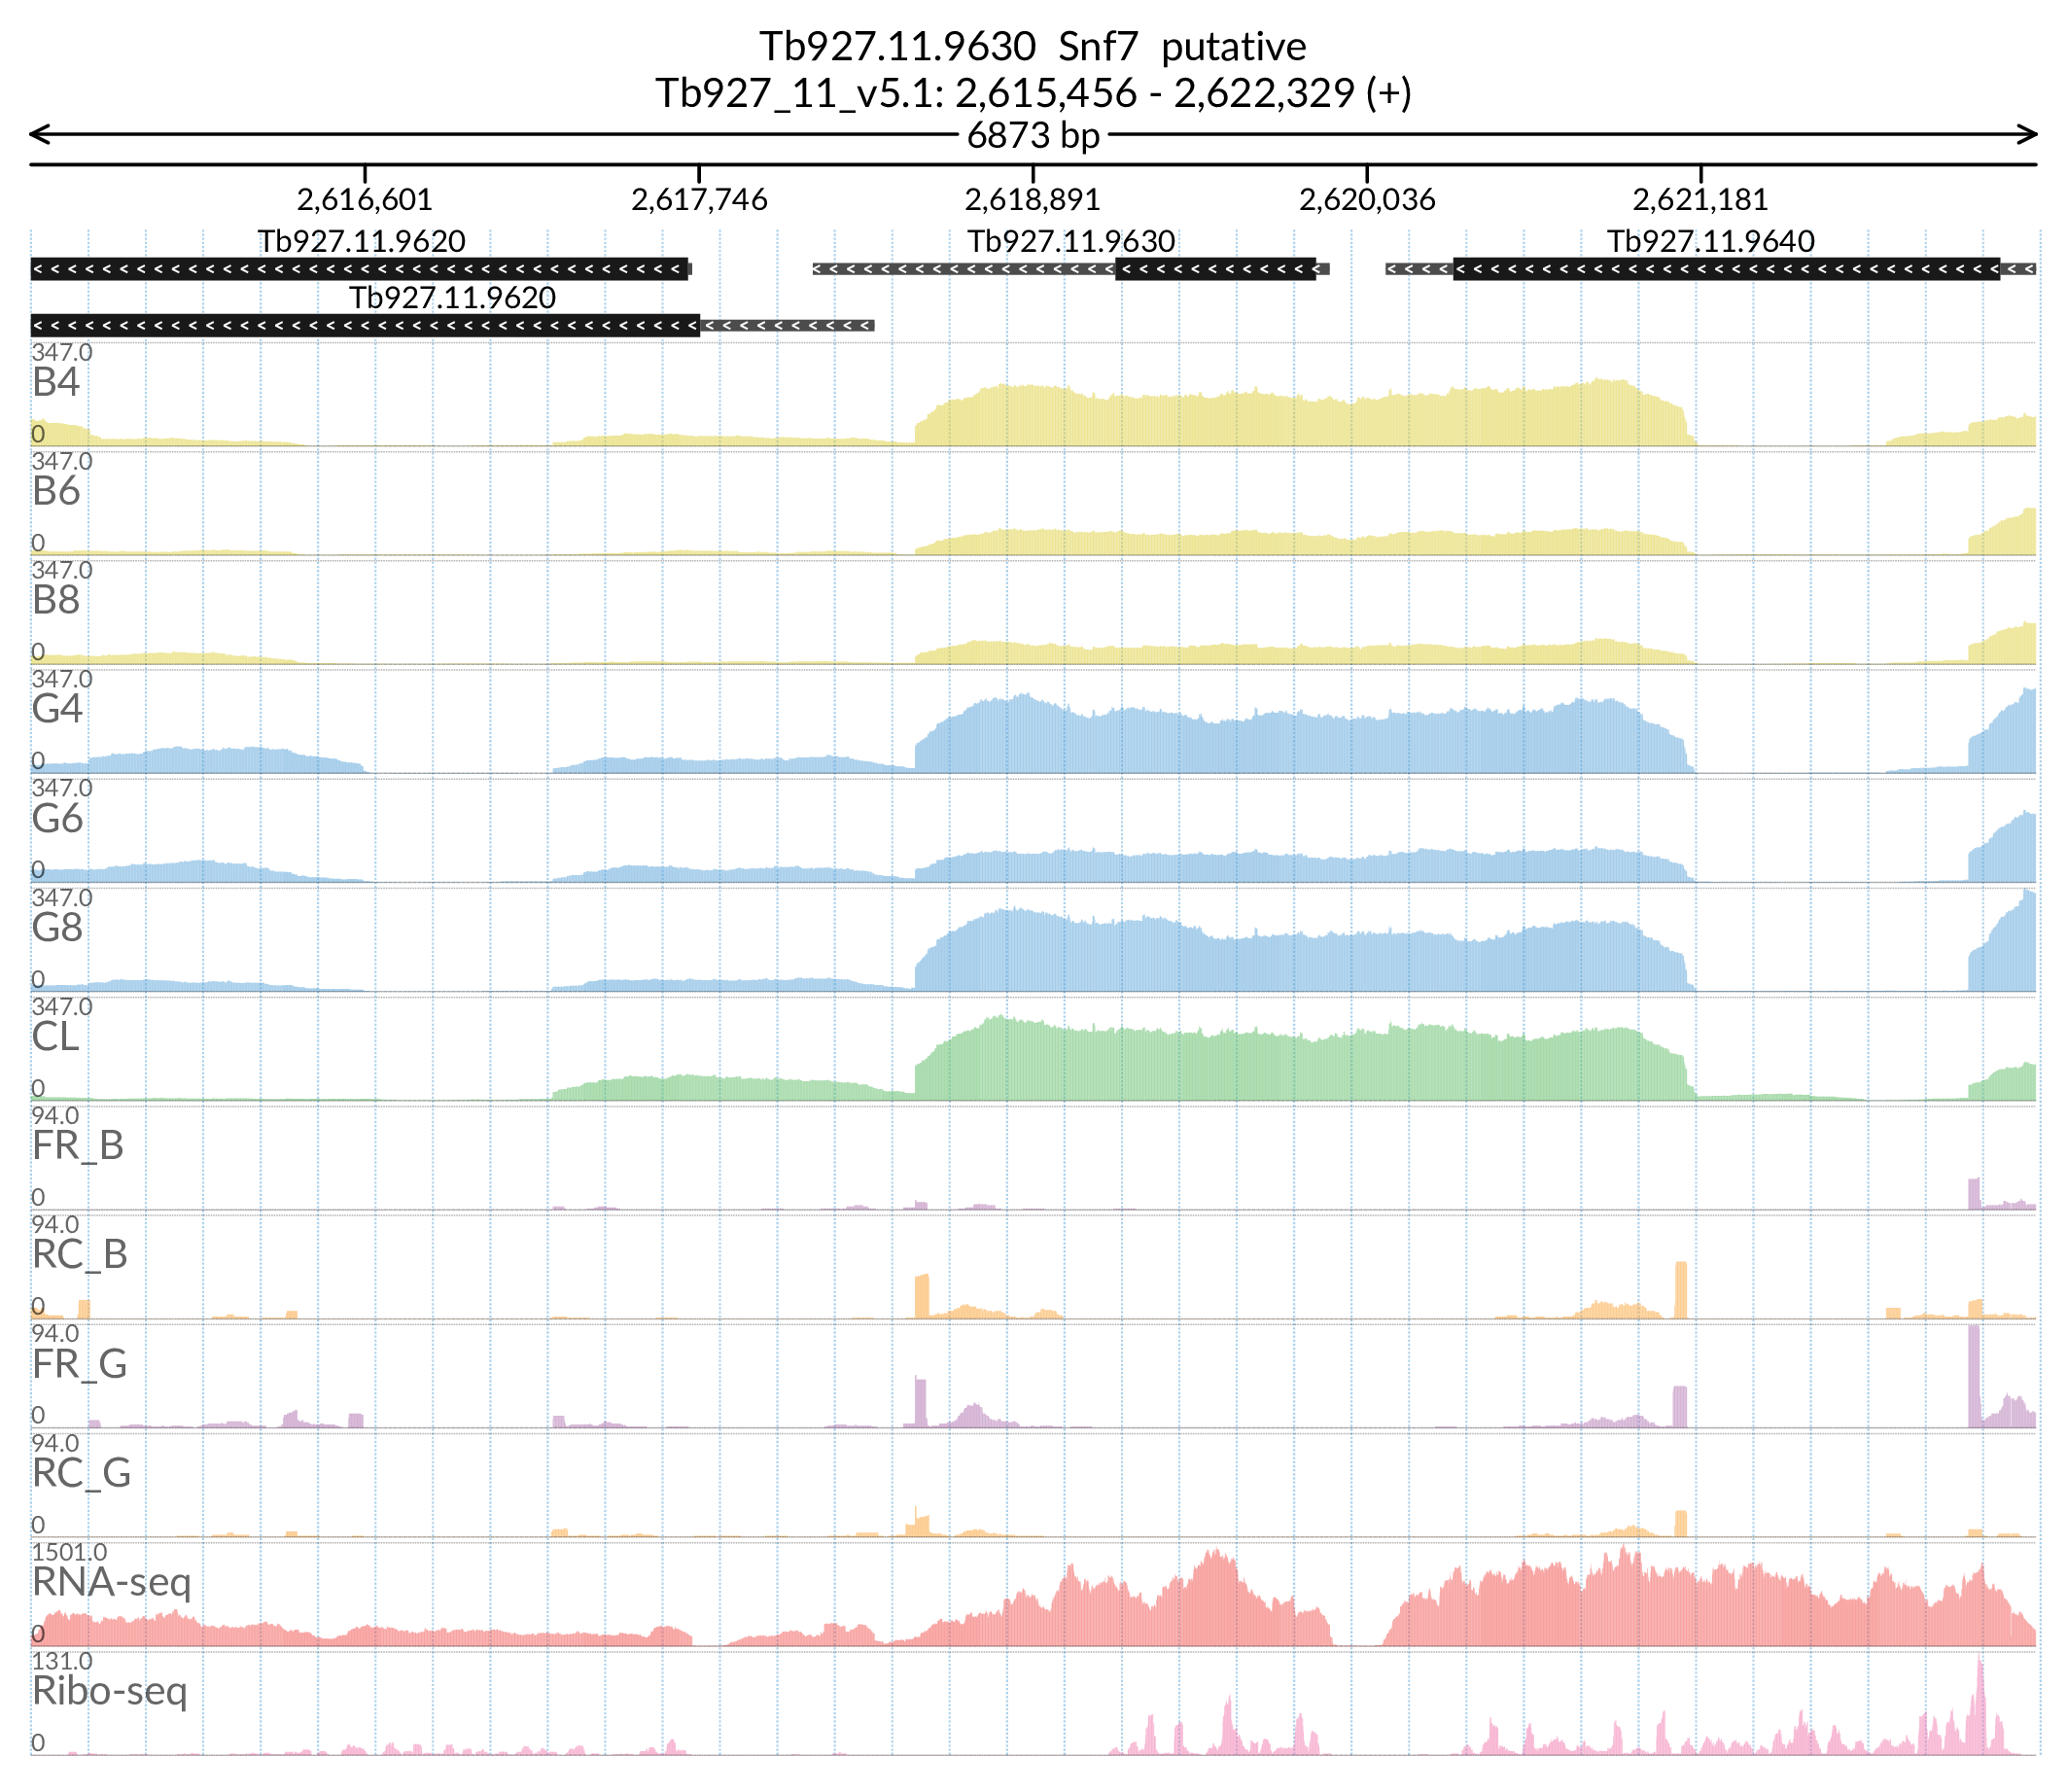 Tb927.11.9630 Snf7 putative
Tb927_11_v5.1: 2,615,456 - 2,622,329 (+)
6873 bp
2,616,601 2,617,746 2,618,891 2,620,036 2,621,181
Tb927.11.9620 Tb927.11.9630 Tb927.11.9640
Tb927.11.9620
347.0
B4
0
347.0
B6
0
347.0
B8
0
347.0
G4
0
347.0
G6
0
347.0
G8
0
347.0
CL
0
94.0
FR_B
0
94.0
RC_B
0
94.0
FR_G
0
94.0
RC_G
0
1501.0
RNA-seq
0
131.0
Ribo-seq
0